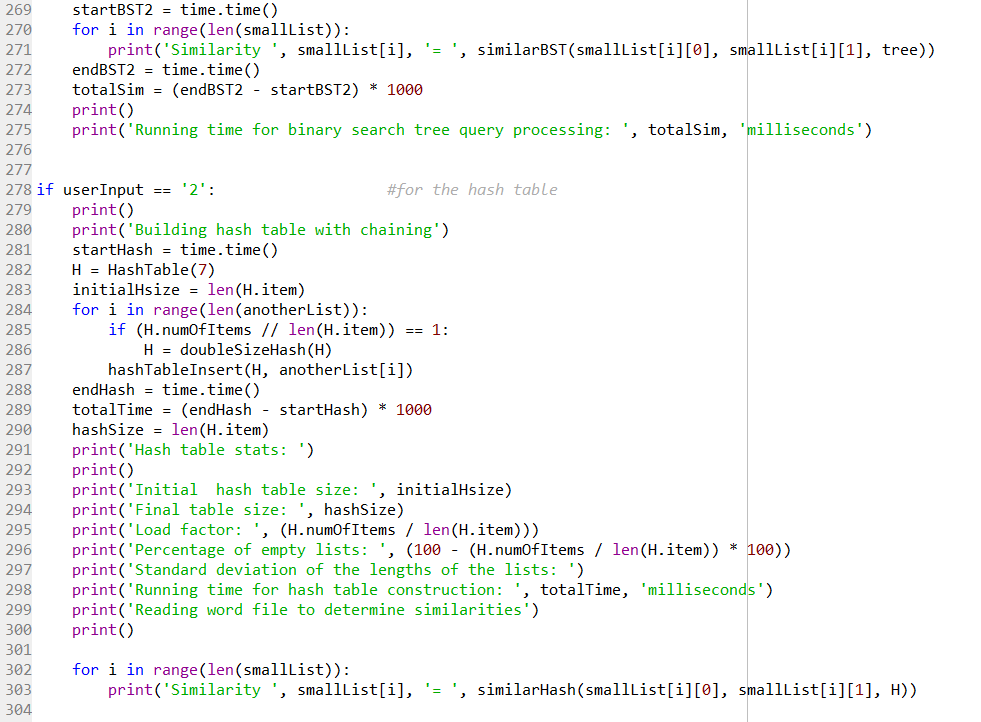 269 startBST2 = time.time()
270 for i in range(len(smallList)):
271 print('Similarity ', smallList[i], '= ', similarBST(smallList[i][0], smallList[i][1], tree))
272 endBST2 = time.time()
273 totalSim = (endBST2 - startBST2) * 1000
274 print()
275 print('Running time for binary search tree query processing: ', totalSim, 'milliseconds')
276
277
278 if userInput == '2': #for the hash table
279 print()
280 print('Building hash table with chaining')
281 startHash = time.time()
282 H = HashTable(7)
283 initialHsize = len(H.item)
284 for i in range(len(anotherList)):
285 if (H.numOfItems // len(H.item)) == 1:
286 H = doubleSizeHash(H)
287 hashTableInsert(H, anotherList[i])
288 endHash = time.time()
289 totalTime = (endHash - startHash) * 1000
290 hashSize = len(H.item)
291 print('Hash table stats: ')
292 print()
293 print('Initial  hash table size: ', initialHsize)
294 print('Final table size: ', hashSize)
295 print('Load factor: ', (H.numOfItems / len(H.item)))
296 print('Percentage of empty lists: ', (100 - (H.numOfItems / len(H.item)) * 100))
297 print('Standard deviation of the lengths of the lists: ')
298 print('Running time for hash table construction: ', totalTime, 'milliseconds')
299 print('Reading word file to determine similarities')
300 print()
301
302 for i in range(len(smallList)):
303 print('Similarity ', smallList[i], '= ', similarHash(smallList[i][0], smallList[i][1], H))
304